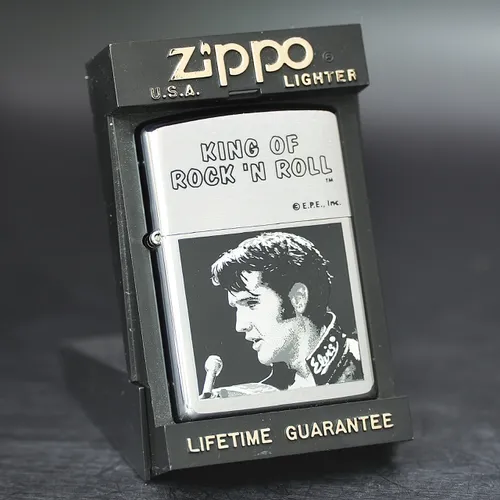 zippo ®
U.S.A. LIGHTER
KING OF
ROCK 'N ROLL ™
© E.P.E., Inc.
Elvis
LIFETIME GUARANTEE